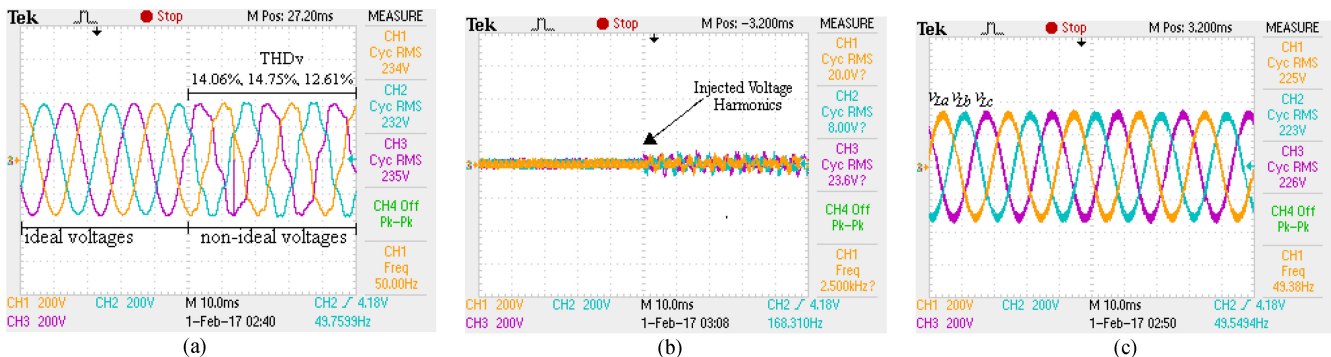 Tek Stop M Pos: 27.20ms MEASURE
CH1
Cyc RMS
234V
CH2
Cyc RMS
232V
CH3
Cyc RMS
235V
CH4 Off
Pk-Pk
CH1
Freq
50.00Hz
THDv
14.06%, 14.75%, 12.61%
3
ideal voltages non-ideal voltages
CH1 200V CH2 200V M 10.0ms CH2 4.18V
CH3 200V 1-Feb-17 02:40 49.7599Hz
(a)
Tek Stop M Pos: -3.200ms MEASURE
CH1
Cyc RMS
20.0V?
CH2
Cyc RMS
8.00V?
CH3
Cyc RMS
23.6V?
CH4 Off
Pk-Pk
CH1
Freq
2.500kHz?
Injected Voltage
Harmonics
3
CH1 200V CH2 200V M 10.0ms CH2 4.18V
CH3 200V 1-Feb-17 03:08 168.310Hz
(b)
Tek Stop M Pos: 3.200ms MEASURE
CH1
Cyc RMS
225V
CH2
Cyc RMS
223V
CH3
Cyc RMS
226V
CH4 Off
Pk-Pk
CH1
Freq
49.38Hz
VLa VLb VLc
3
CH1 200V CH2 200V M 10.0ms CH2 4.18V
CH3 200V 1-Feb-17 02:50 49.5494Hz
(c)